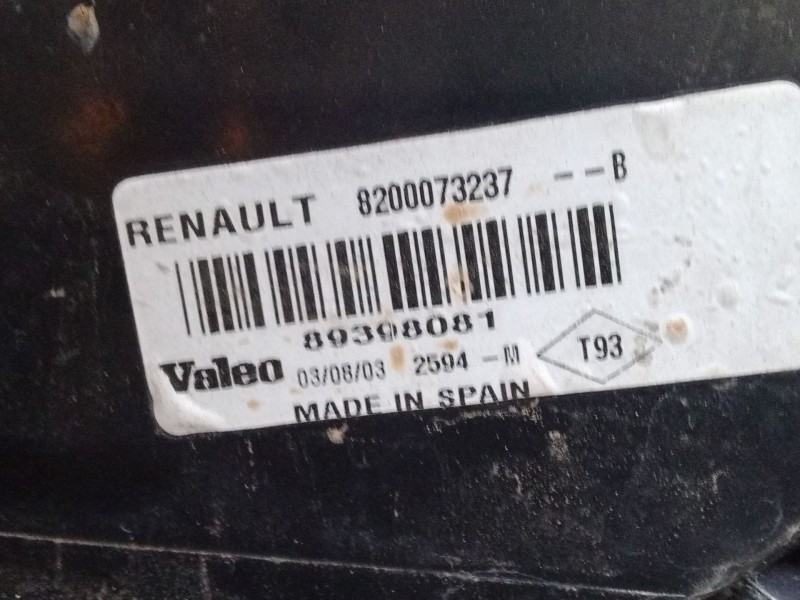 RENAULT 8200073237 --B
89398081
Valeo 03/08/03 2594 -M T93
MADE IN SPAIN